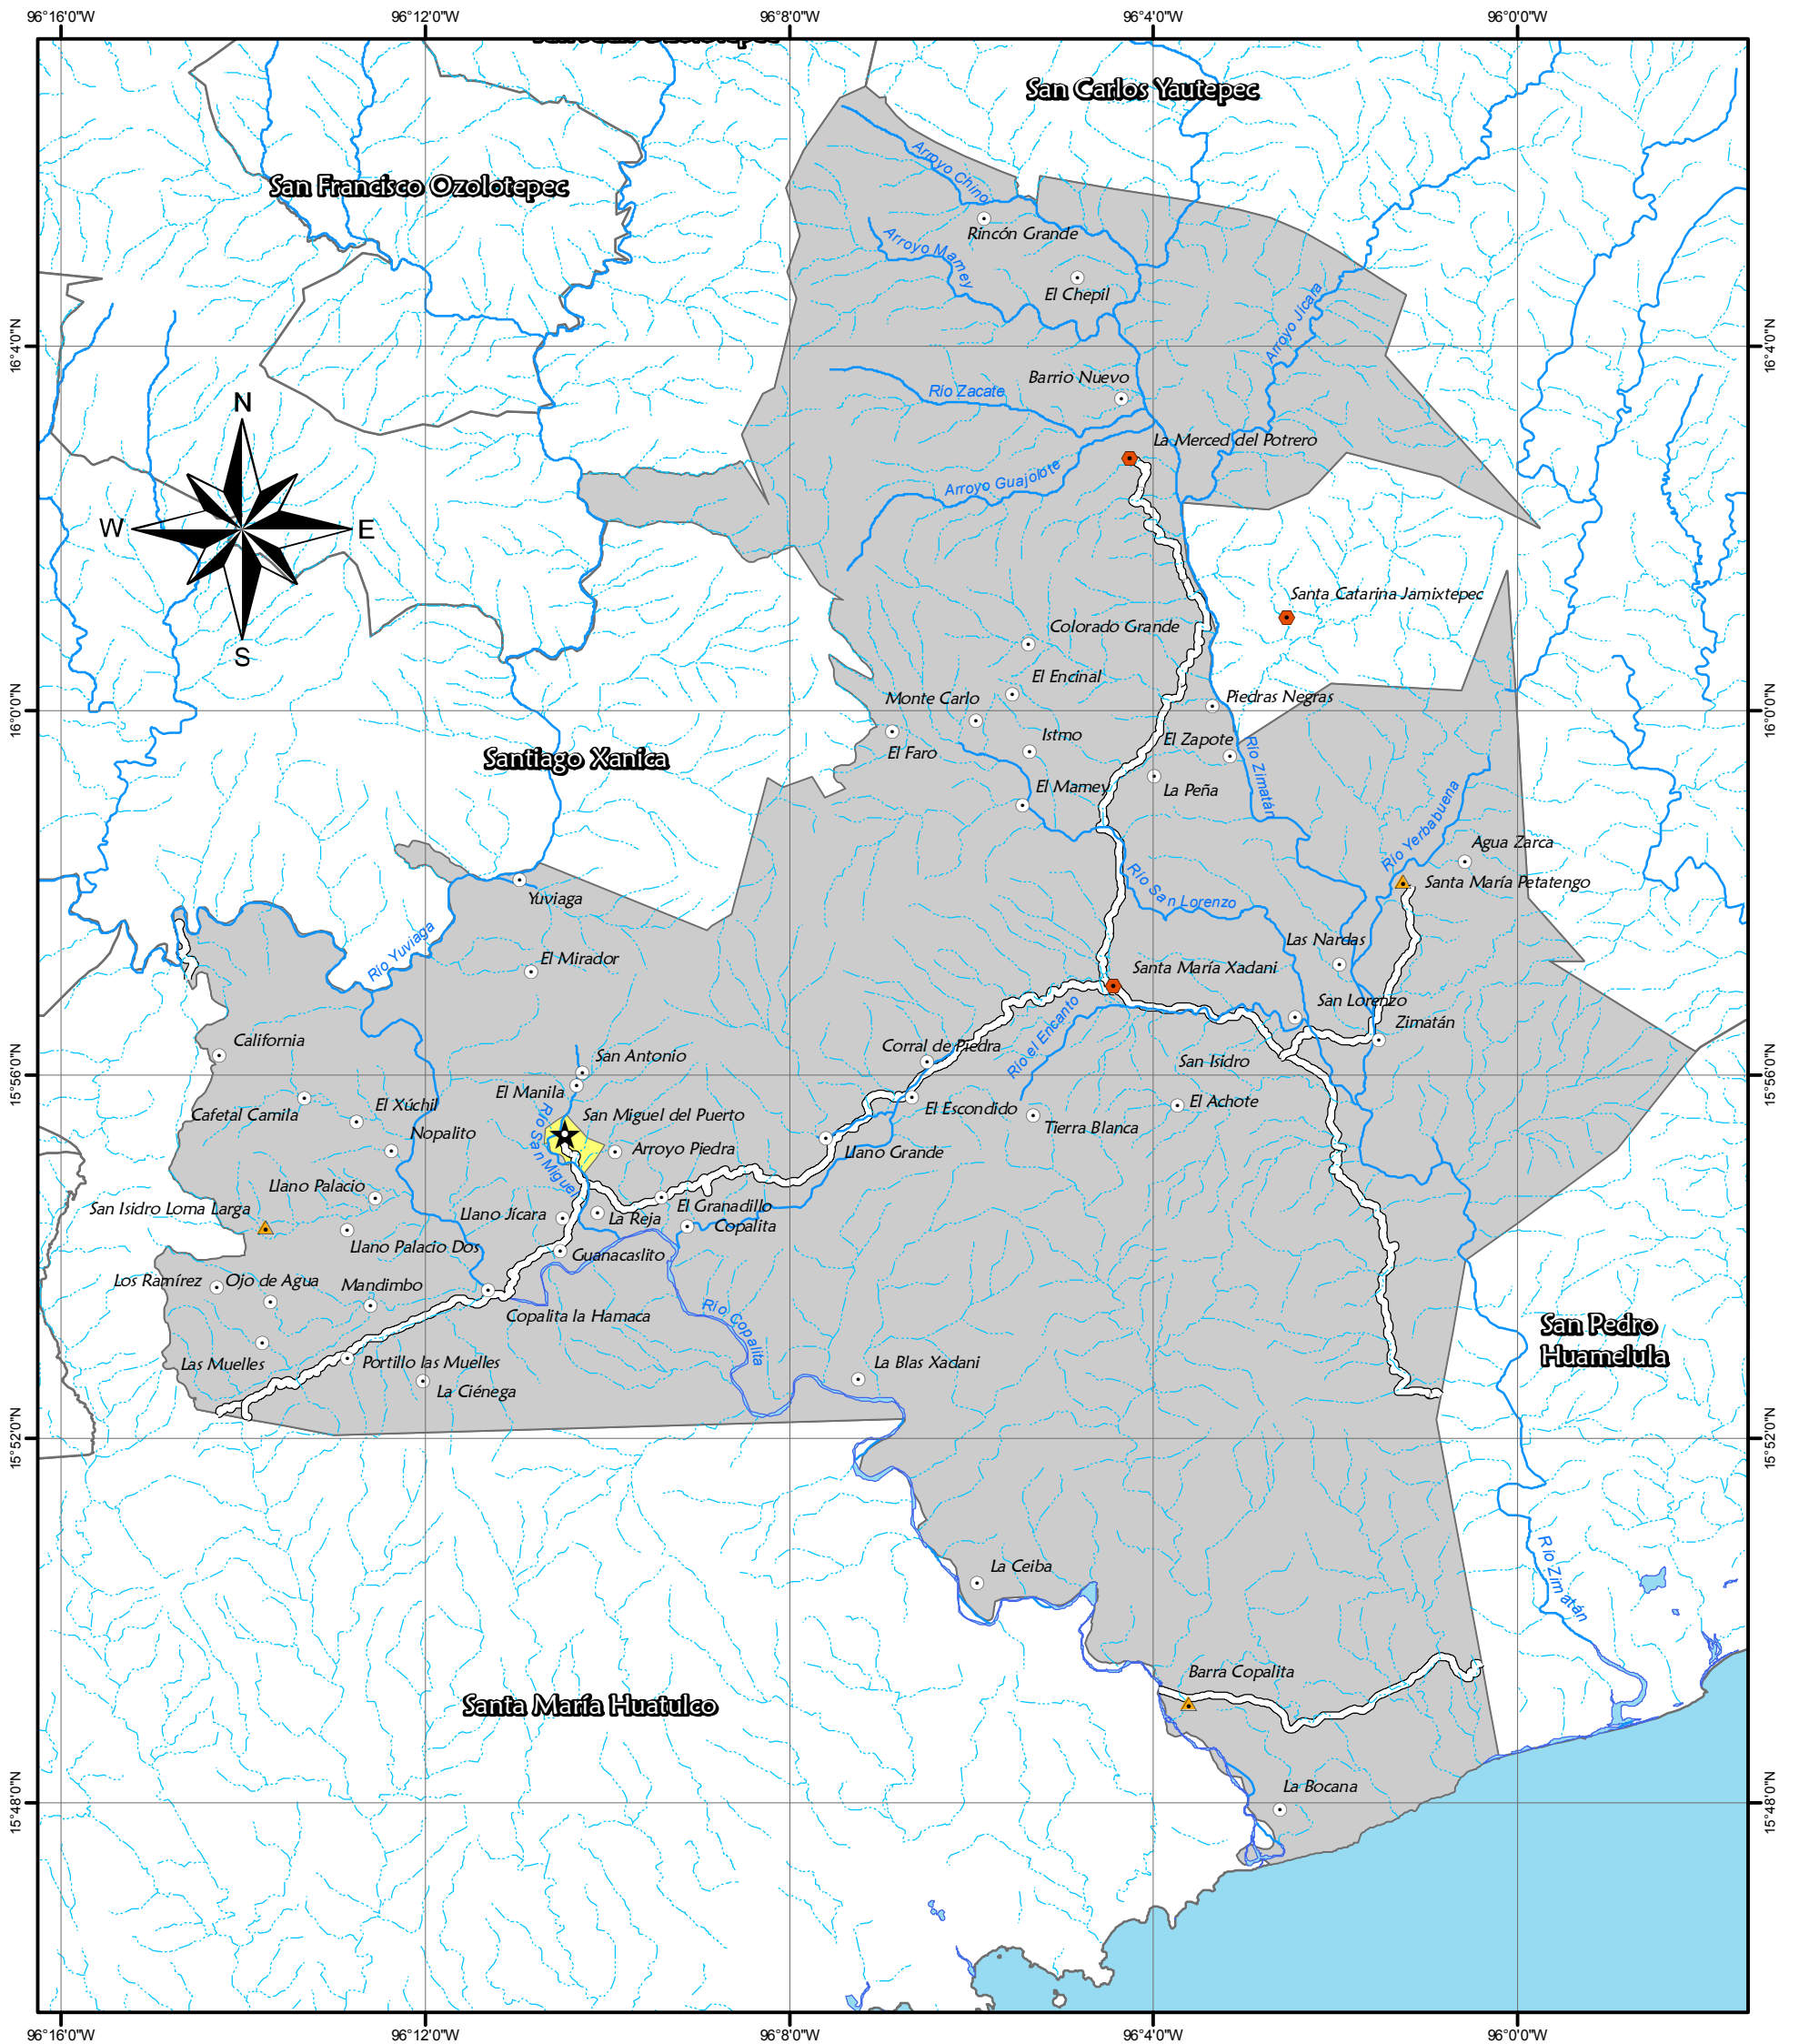 96°16'0"W
96°12'0"W
96°8'0"W
96°4'0"W
96°0'0"W
San Carlos Yautepec
Arroyo Chino
San Francisco Ozolotepec
Rincón Grande
Arroyo Mamey
El Chepil
Arroyo Jícara
16°4'0"N
16°4'0"N
Barrio Nuevo
Río Zacate
N
La Merced del Potrero
Arroyo Guajolote
W
E
Santa Catarina Jamixtepec
Colorado Grande
S
El Encinal
Monte Carlo
Piedras Negras
16°0'0"N
16°0'0"N
Istmo
El Zapote
El Faro
Santiago Xanica
Río Zimatán
El Mamey
La Peña
Río Yerbabuena
Agua Zarca
Santa María Petatengo
Río San Lorenzo
Yuviaga
Río Yuviaga
Las Nardas
El Mirador
Santa María Xadani
San Lorenzo
Zimatán
Río el Encanto
California
Corral de Piedra
San Antonio
San Isidro
15°56'0"N
15°56'0"N
El Manila
El Xúchil
Cafetal Camila
San Miguel del Puerto
El Escondido
El Achote
Tierra Blanca
Nopalito
Río San Miguel
Arroyo Piedra
Llano Grande
Llano Palacio
San Isidro Loma Larga
Llano Jícara
La Reja
El Granadillo
Copalita
Llano Palacio Dos
Guanacaslito
Los Ramírez
Ojo de Agua
Mandimbo
Copalita la Hamaca
Río Copalita
San Pedro
Huamelula
Las Muelles
Portillo las Muelles
La Blas Xadani
La Ciénega
15°52'0"N
15°52'0"N
La Ceiba
Río Zimatán
Barra Copalita
Santa María Huatulco
La Bocana
15°48'0"N
15°48'0"N
96°16'0"W
96°12'0"W
96°8'0"W
96°4'0"W
96°0'0"W